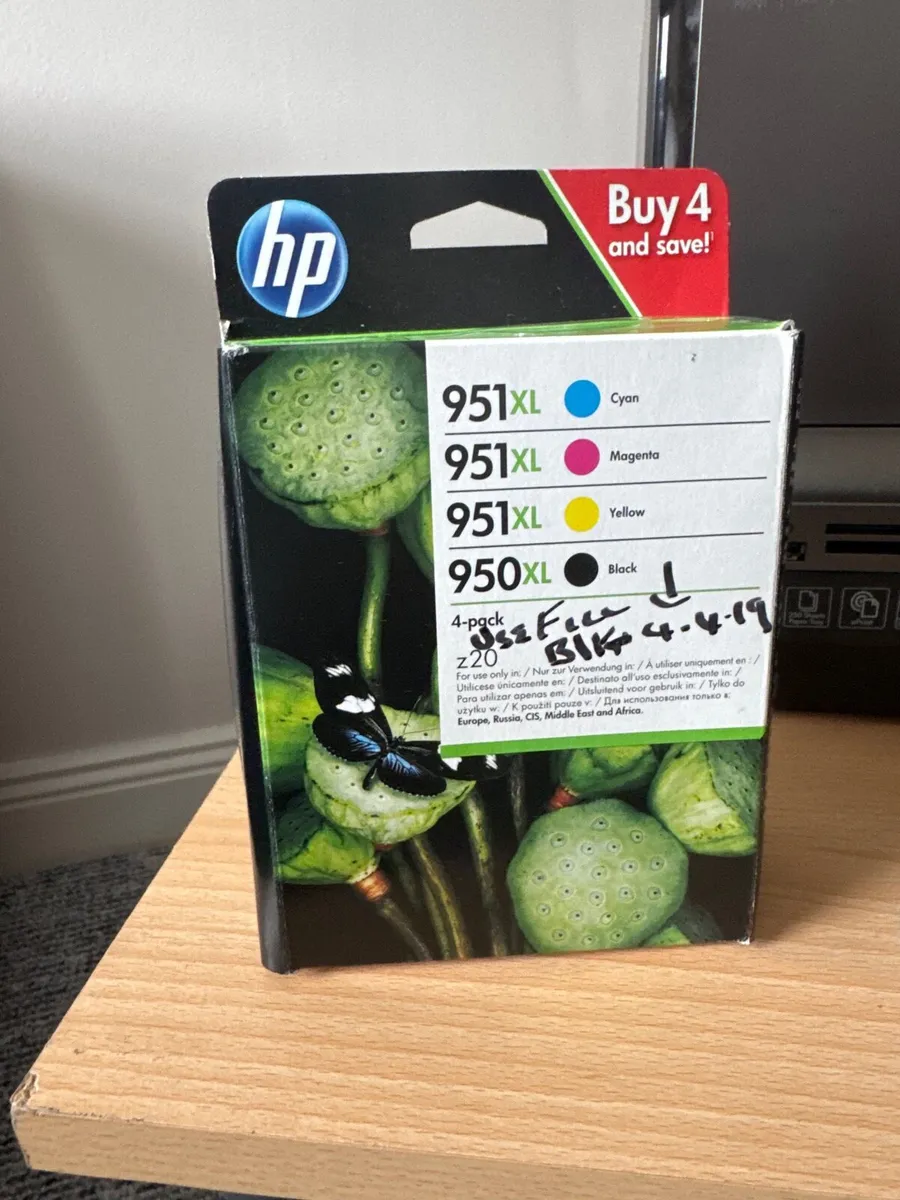 hp
Buy 4
and save!¹
951XL Cyan
951XL Magenta
951XL Yellow
950XL Black 1
4-pack
Use
Blk 4-4-19
z20
For use only in: / Nur zur Verwendung in: / À utiliser uniquement en : /
Utilícese únicamente en: / Destinato all'uso esclusivamente in: /
Para utilizar apenas em: / Uitsluitend voor gebruik in: / Tylko do
użytku w: / K použití pouze v: / Для использования только в:
Europe, Russia, CIS, Middle East and Africa.